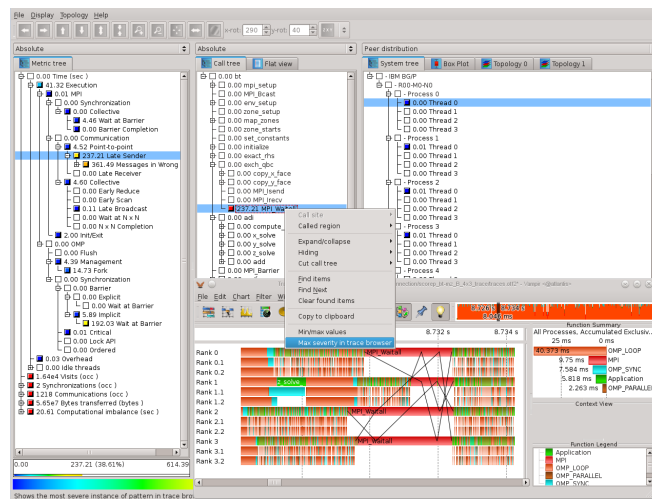 File Display Topology Help
x-rot: 290 y-rot: 40
Absolute
Absolute
Peer distribution
Metric tree
Call tree
Flat view
System tree
Box Plot
Topology 0
Topology 1
0.00 Time (sec )
41.32 Execution
0.01 MPI
0.00 Synchronization
0.00 Collective
4.46 Wait at Barrier
0.00 Barrier Completion
0.00 Communication
4.52 Point-to-point
237.21 Late Sender
361.49 Messages in Wrong
0.00 Late Receiver
4.60 Collective
0.00 Early Reduce
0.00 Early Scan
0.11 Late Broadcast
0.00 Wait at N x N
0.00 N x N Completion
2.00 Init/Exit
0.00 OMP
0.00 Flush
4.39 Management
14.73 Fork
0.00 Synchronization
0.00 Barrier
0.00 Explicit
0.00 Wait at Barrier
5.89 Implicit
192.03 Wait at Barrier
0.01 Critical
0.00 Lock API
0.00 Ordered
0.03 Overhead
0.00 Idle threads
1.64e4 Visits (occ )
2 Synchronizations (occ )
1218 Communications (occ )
5.65e7 Bytes transferred (bytes )
20.61 Computational imbalance (sec )
0.00 237.21 (38.61%) 614.39
Shows the most severe instance of pattern in trace bro
0.00 bt
0.00 mpi_setup
0.00 MPI_Bcast
0.00 env_setup
0.00 zone_setup
0.00 map_zones
0.00 zone_starts
0.00 set_constants
0.00 initialize
0.00 exact_rhs
0.00 exch_qbc
0.00 copy_x_face
0.00 copy_y_face
0.00 MPI_Isend
0.00 MPI_Irecv
237.21 MPI_Waitall
0.00 adi
0.00 compute_
0.00 x_solve
0.00 y_solve
0.00 z_solve
0.00 add
0.00 MPI_Barrier
- IBM BG/P
- R00-M0-N0
- Process 0
0.00 Thread 0
0.00 Thread 1
0.00 Thread 2
0.00 Thread 3
- Process 1
0.01 Thread 0
0.00 Thread 1
0.00 Thread 2
0.00 Thread 3
- Process 2
0.00 Thread 1
0.00 Thread 2
0.00 Thread 3
- Process 3
0.01 Thread 0
0.00 Thread 1
0.00 Thread 2
0.00 Thread 3
Call site
Called region
Expand/collapse
Hiding
Cut call tree
Find items
Find Next
Clear found items
Copy to clipboard
Min/max values
Max severity in trace browser
File Edit Chart Filter
8.732 s 8.734 s
Rank 0
Rank 0.1
Rank 0.2
Rank 1
Rank 1.1
Rank 1.2
Rank 2
Rank 2.1
Rank 2.2
Rank 3
Rank 3.1
Rank 3.2
MPI_Waitall
z_solve
MPI_Waitall
MPI_Waitall
Function Summary
All Processes, Accumulated Exclusiv...
25 ms 0 ms
40.373 ms OMP_LOOP
9.75 ms MPI
7.584 ms OMP_SYNC
5.818 ms Application
2.263 ms OMP_PARALLEL
Context View
Function Legend
Application
MPI
OMP_LOOP
OMP_PARALLEL
OMP_SYNC